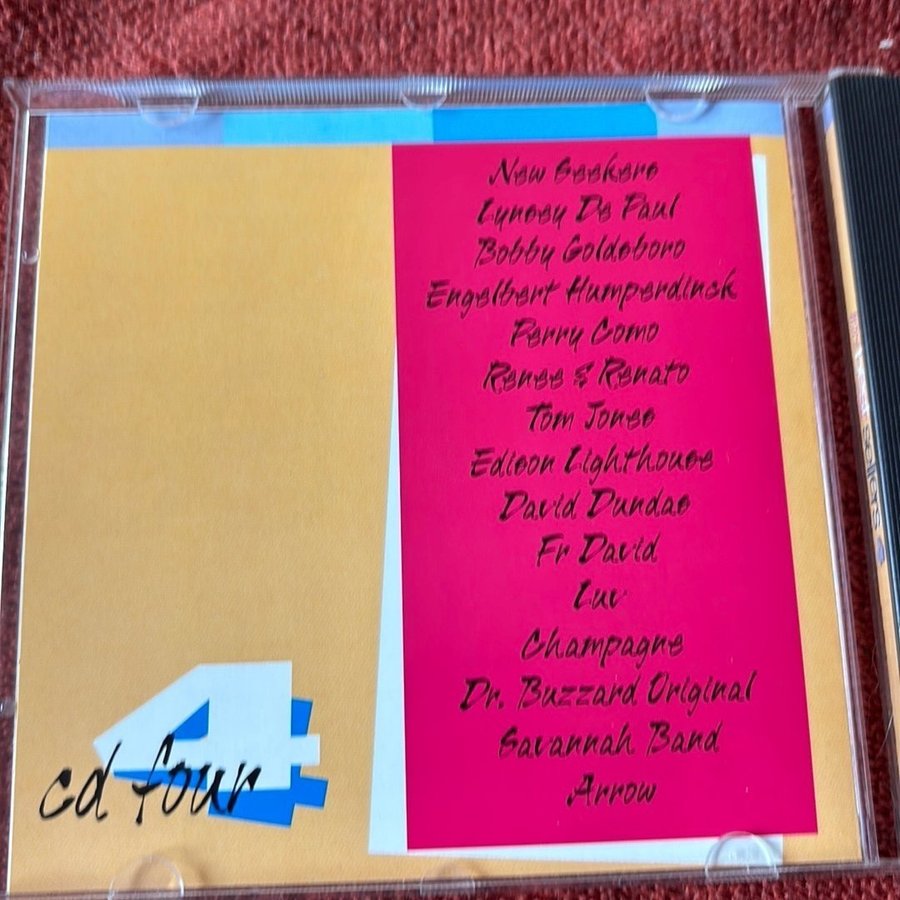 New Seekers
Lynsey De Paul
Bobby Goldsboro
Engelbert Humperdinck
Perry Como
Renee & Renato
Tom Jones
Edison Lighthouse
David Dundas
Fr David
Luv
Champagne
Dr. Buzzard Original
Savannah Band
Arrow
4
cd four